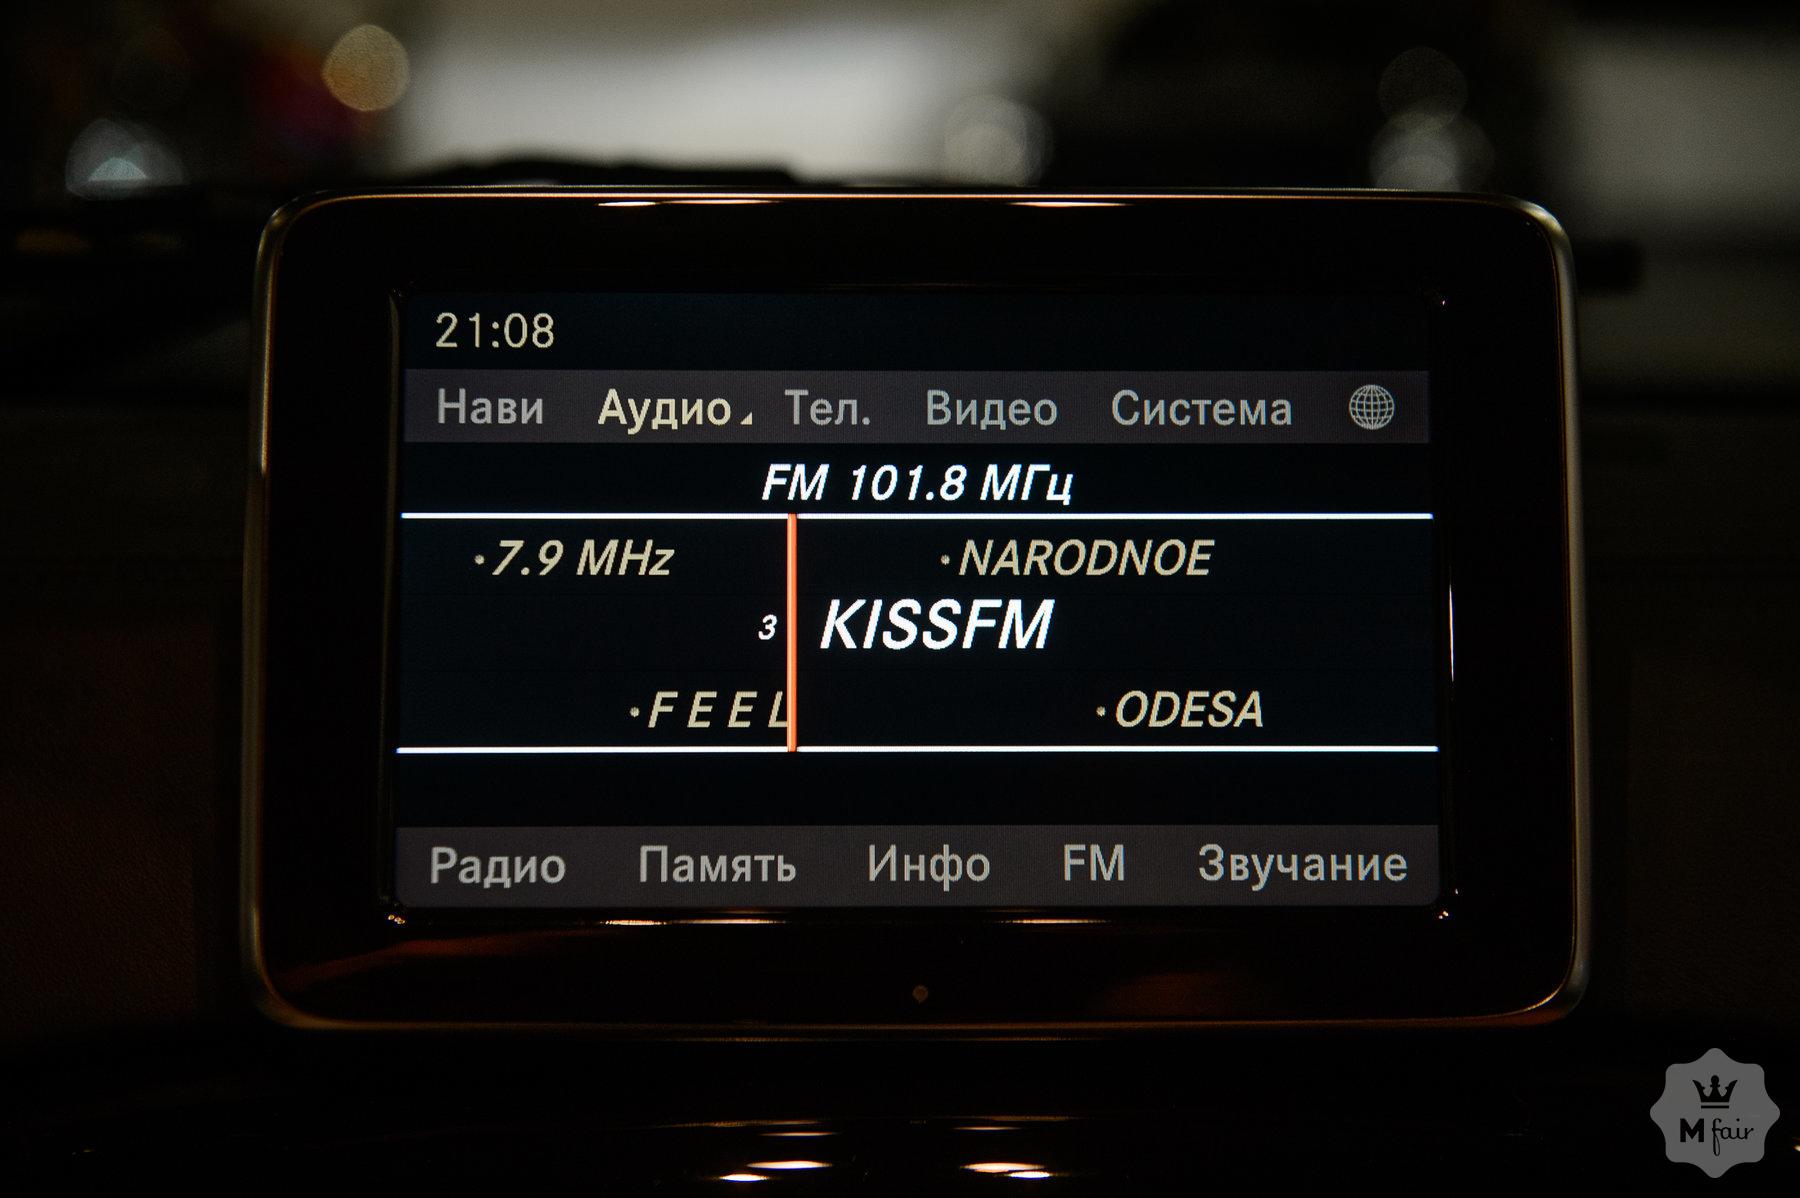 21:08
Нави Аудио Тел. Видео Система
FM 101.8 МГц
·7.9 MHz ·NARODNOE
3 KISSFM
·F E E L ·ODESA
Радио Память Инфо FM Звучание
M fair